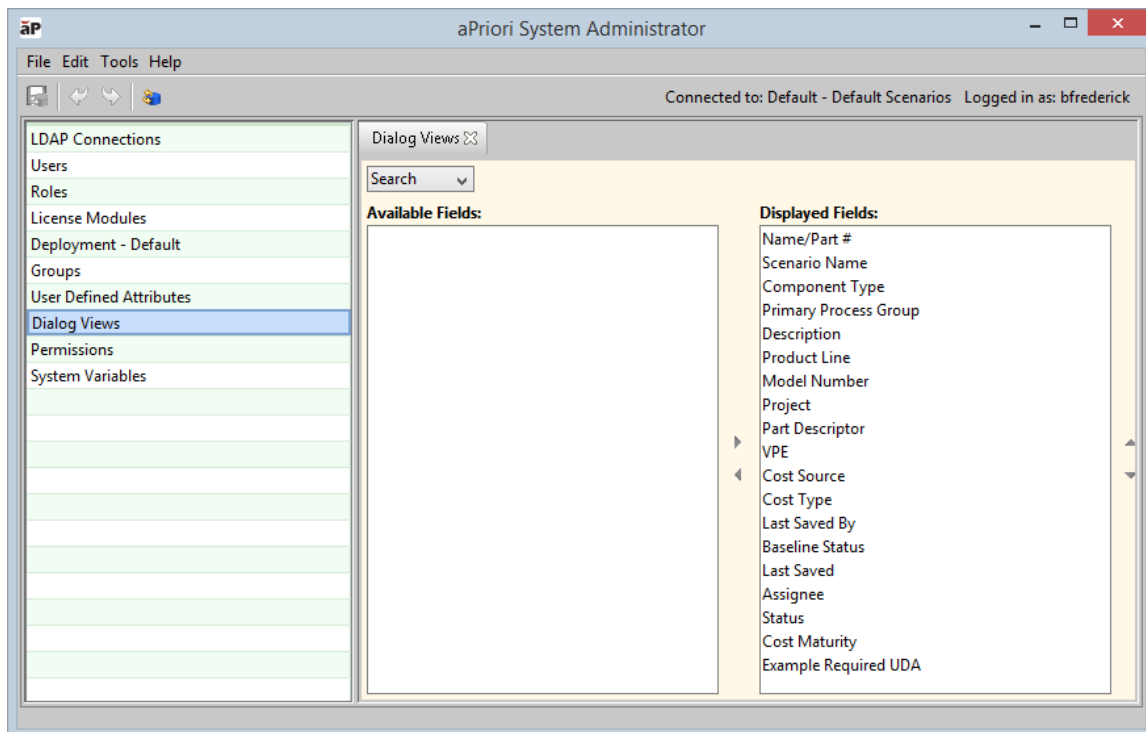 aP aPriori System Administrator
File Edit Tools Help
Connected to: Default - Default Scenarios Logged in as: bfrederick
LDAP Connections
Users
Roles
License Modules
Deployment - Default
Groups
User Defined Attributes
Dialog Views
Permissions
System Variables
Dialog Views
Search
Available Fields:
Displayed Fields:
Name/Part #
Scenario Name
Component Type
Primary Process Group
Description
Product Line
Model Number
Project
Part Descriptor
VPE
Cost Source
Cost Type
Last Saved By
Baseline Status
Last Saved
Assignee
Status
Cost Maturity
Example Required UDA